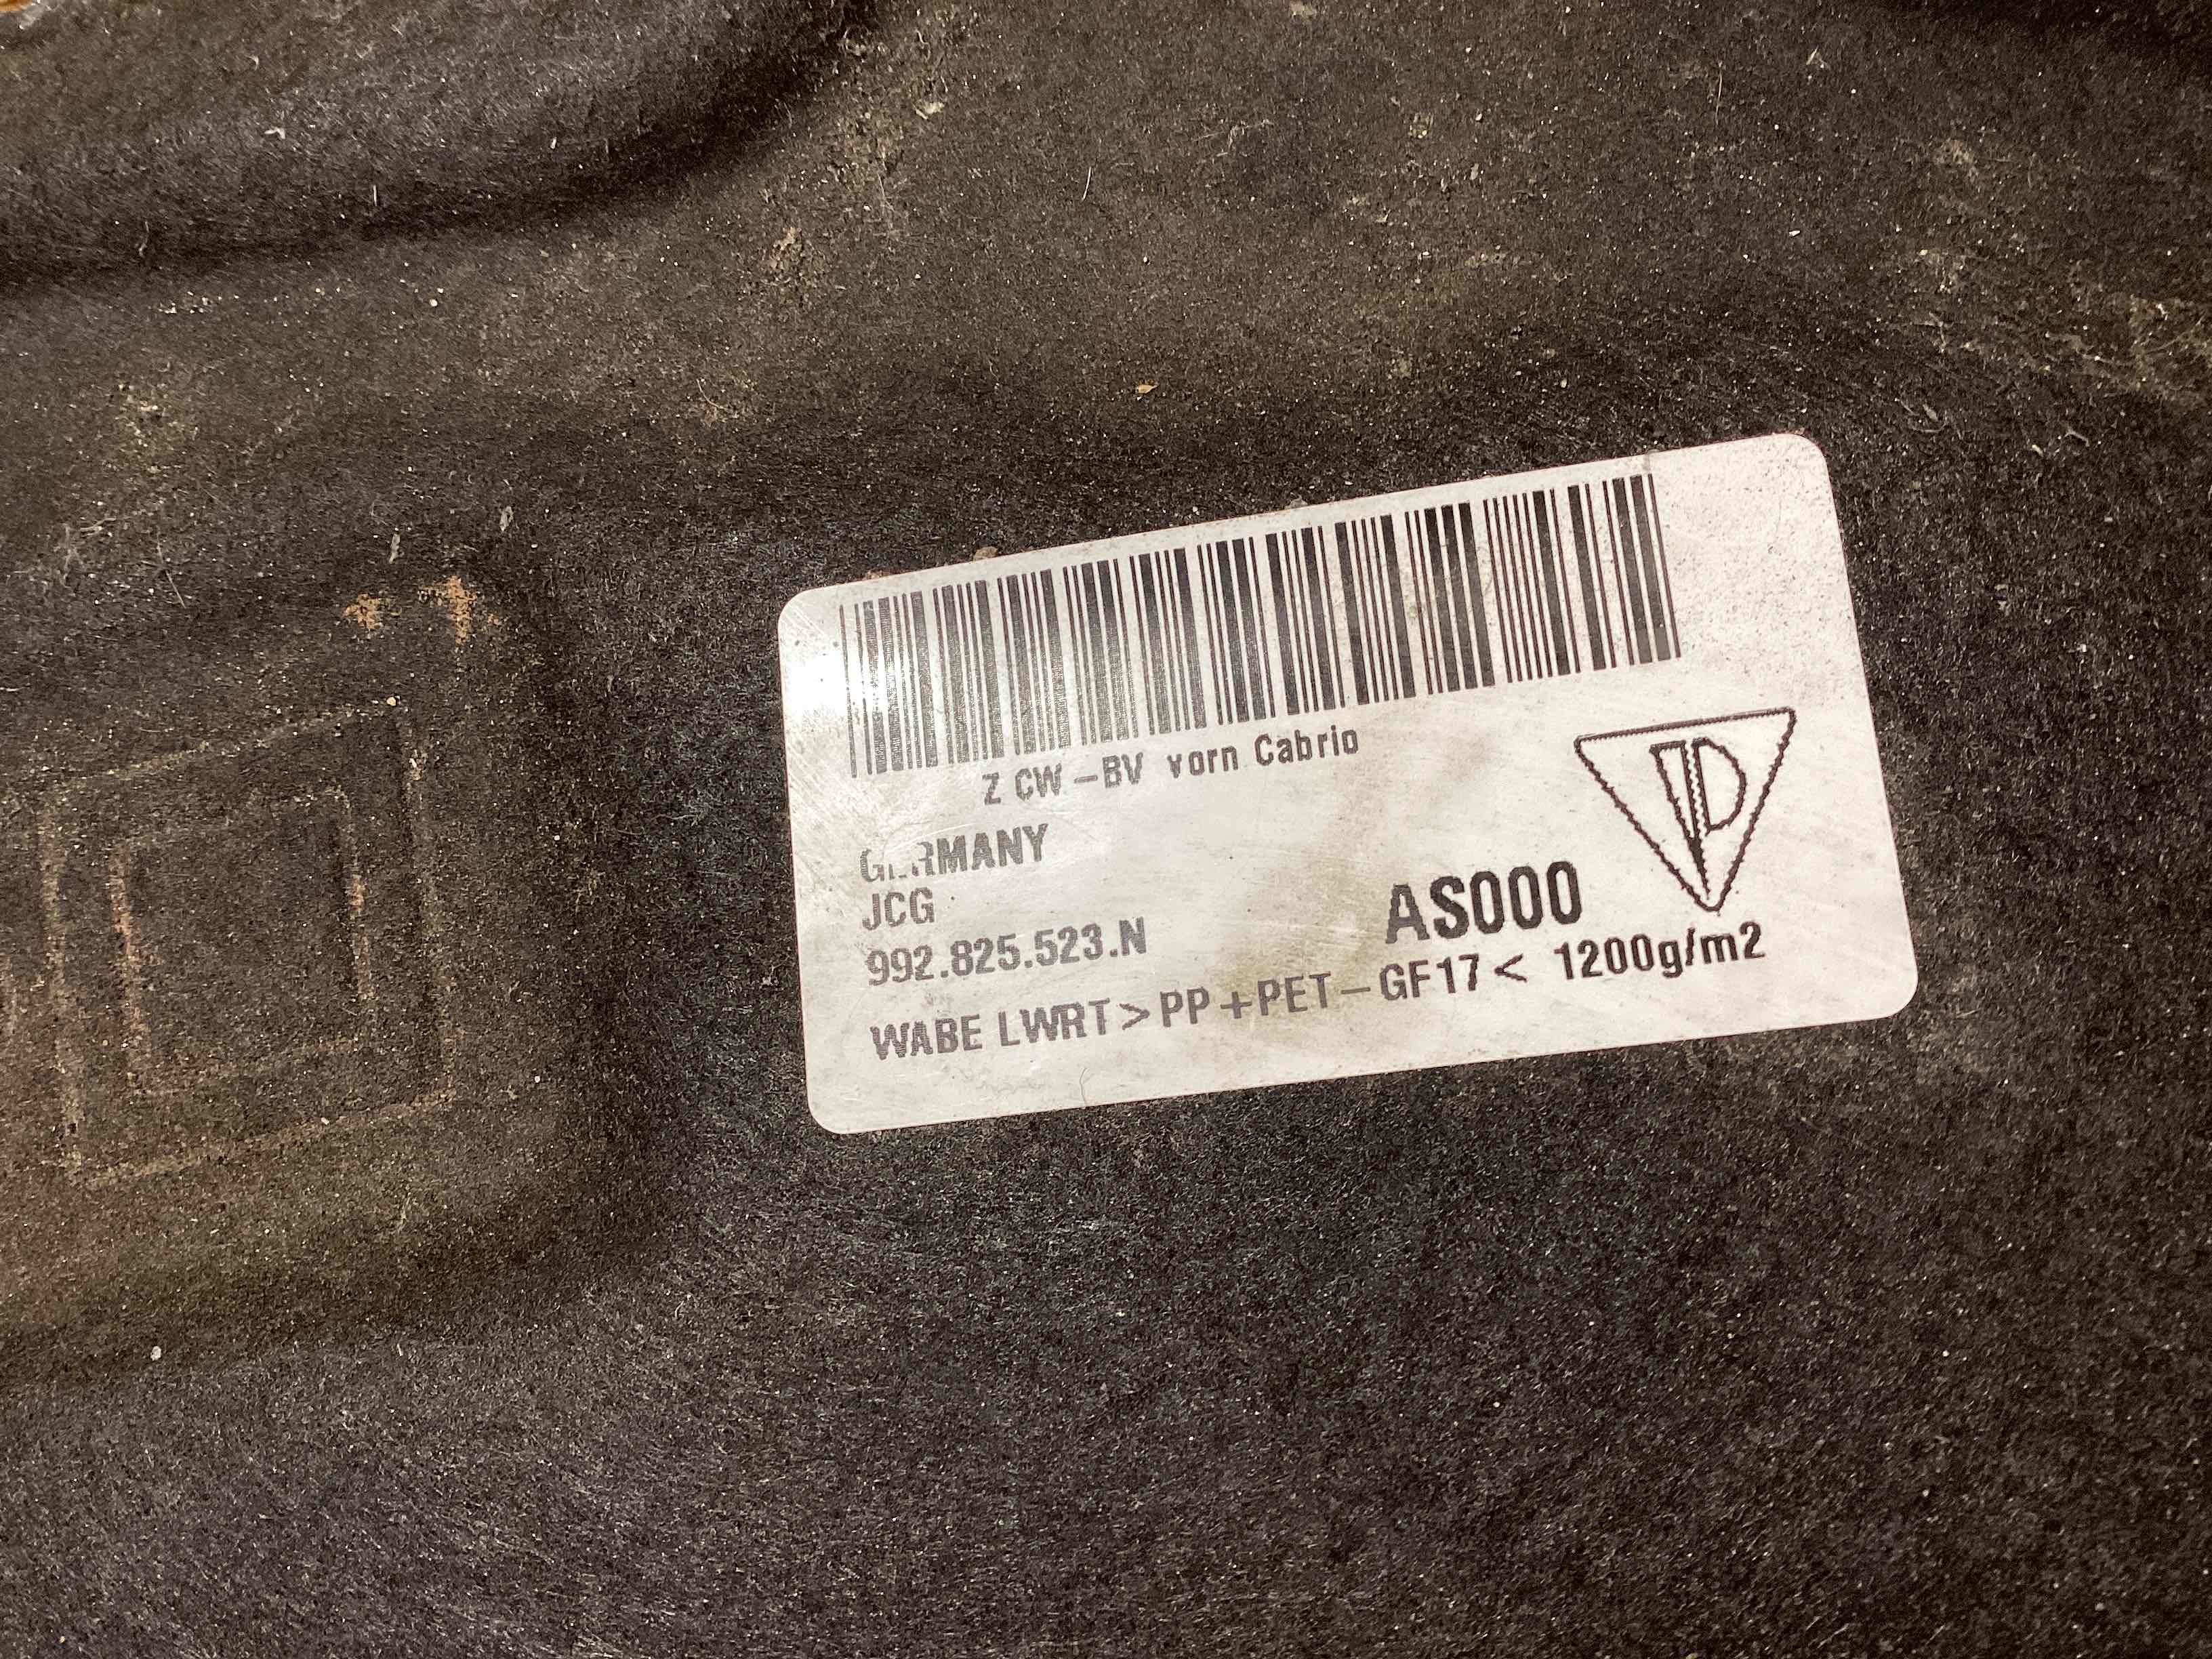 Z CW-BV vorn Cabrio
GERMANY
JCG
992.825.523.N
AS000
WABE LWRT>PP+PET-GF17< 1200g/m2